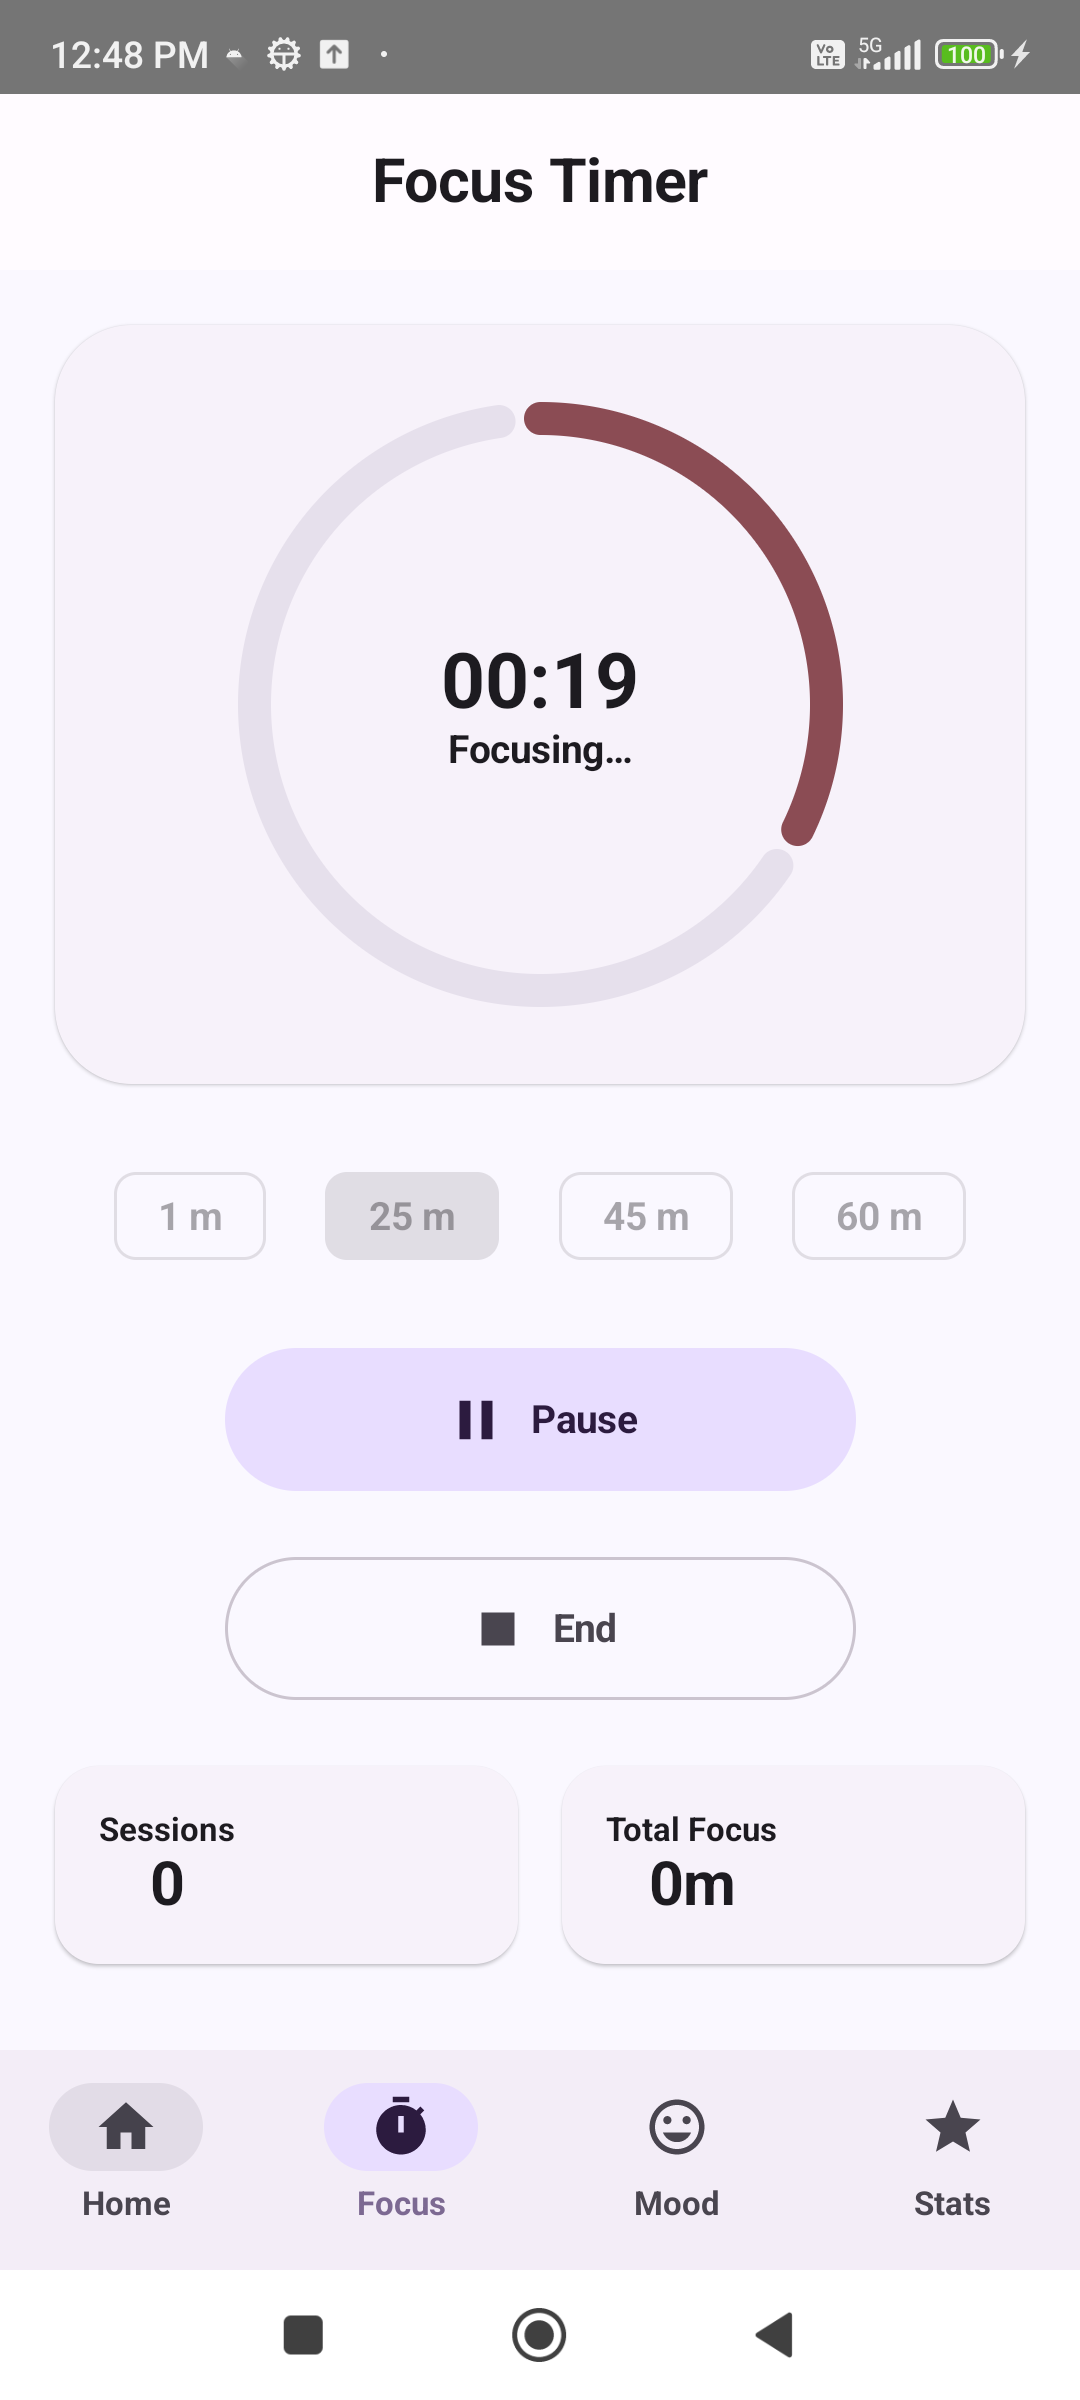 12:48 PM
Vo LTE 5G 100
Focus Timer
00:19
Focusing...
1 m 25 m 45 m 60 m
Pause
End
Sessions Total Focus
0 0m
Home Focus Mood Stats